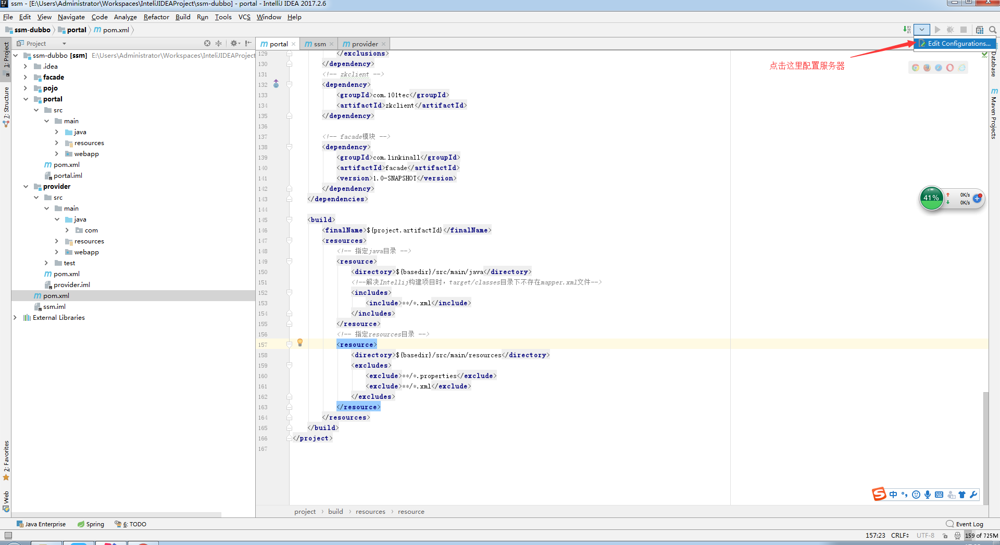 ssm - [E:\Users\Administrator\Workspaces\InteliJIDEAProject\ssm-dubbo] - portal - IntelliJ IDEA 2017.2.6
File Edit View Navigate Code Analyze Refactor Build Run Tools VCS Window Help
ssm-dubbo portal m pom.xml
Edit Configurations...
点击这里配置服务器
Project
m portal m ssm m provider
1: Project
7: Structure
2: Favorites
Web
ssm-dubbo [ssm] E:\Users\Administrator\Workspaces\InteliJIDEAProject
.idea
facade
pojo
portal
src
main
java
resources
webapp
m pom.xml
portal.iml
provider
src
main
java
com
resources
webapp
test
m pom.xml
provider.iml
m pom.xml
ssm.iml
External Libraries
129 </exclusions>
130 </dependency>
131 <!-- zkclient -->
132 <dependency>
133 <groupId>com.101tec</groupId>
134 <artifactId>zkclient</artifactId>
135 </dependency>
136
137 <!-- facade模块 -->
138 <dependency>
139 <groupId>com.linkinall</groupId>
140 <artifactId>facade</artifactId>
141 <version>1.0-SNAPSHOT</version>
142 </dependency>
143 </dependencies>
144
145 <build>
146 <finalName>${project.artifactId}</finalName>
147 <resources>
148 <!-- 指定java目录 -->
149 <resource>
150 <directory>${basedir}/src/main/java</directory>
151 <!--解决Intellij构建项目时，target/classes目录下不存在mapper.xml文件-->
152 <includes>
153 <include>**/*.xml</include>
154 </includes>
155 </resource>
156 <!-- 指定resources目录 -->
157 <resource>
158 <directory>${basedir}/src/main/resources</directory>
159 <excludes>
160 <exclude>**/*.properties</exclude>
161 <exclude>**/*.xml</exclude>
162 </excludes>
163 </resource>
164 </resources>
165 </build>
166 </project>
167
Database
m Maven Projects
41%
0K/s
0K/s
中
project › build › resources › resource
Java Enterprise Spring 6: TODO Event Log
157:23 CRLF UTF-8 159 of 725M